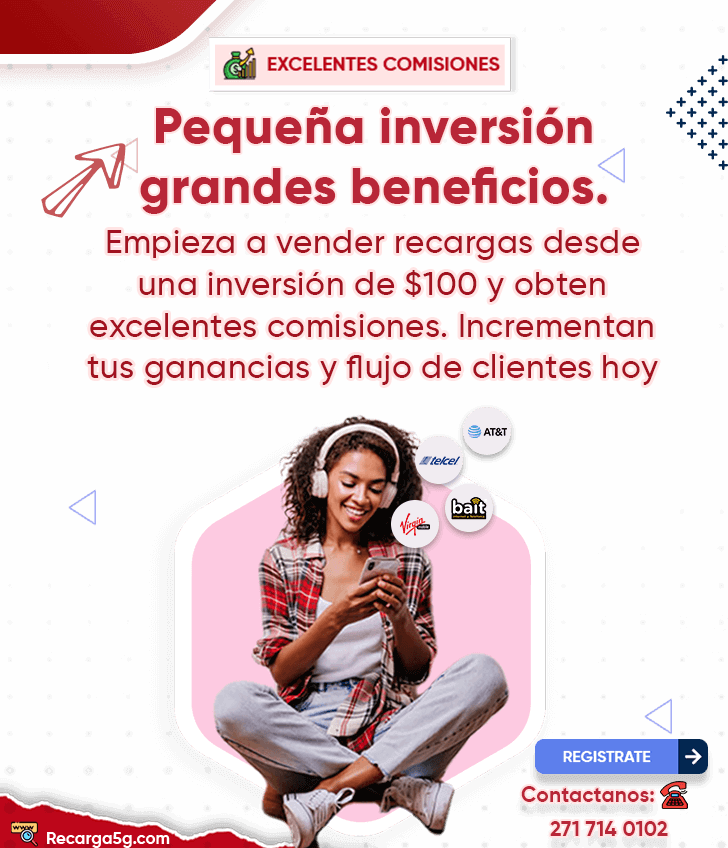 EXCELENTES COMISIONES
Pequeña inversión
grandes beneficios.
Empieza a vender recargas desde
una inversión de $100 y obten
excelentes comisiones. Incrementan
tus ganancias y flujo de clientes hoy
AT&T
telcel
bait
Virgin
REGISTRATE
Contactanos:
271 714 0102
WWW
Recarga5g.com